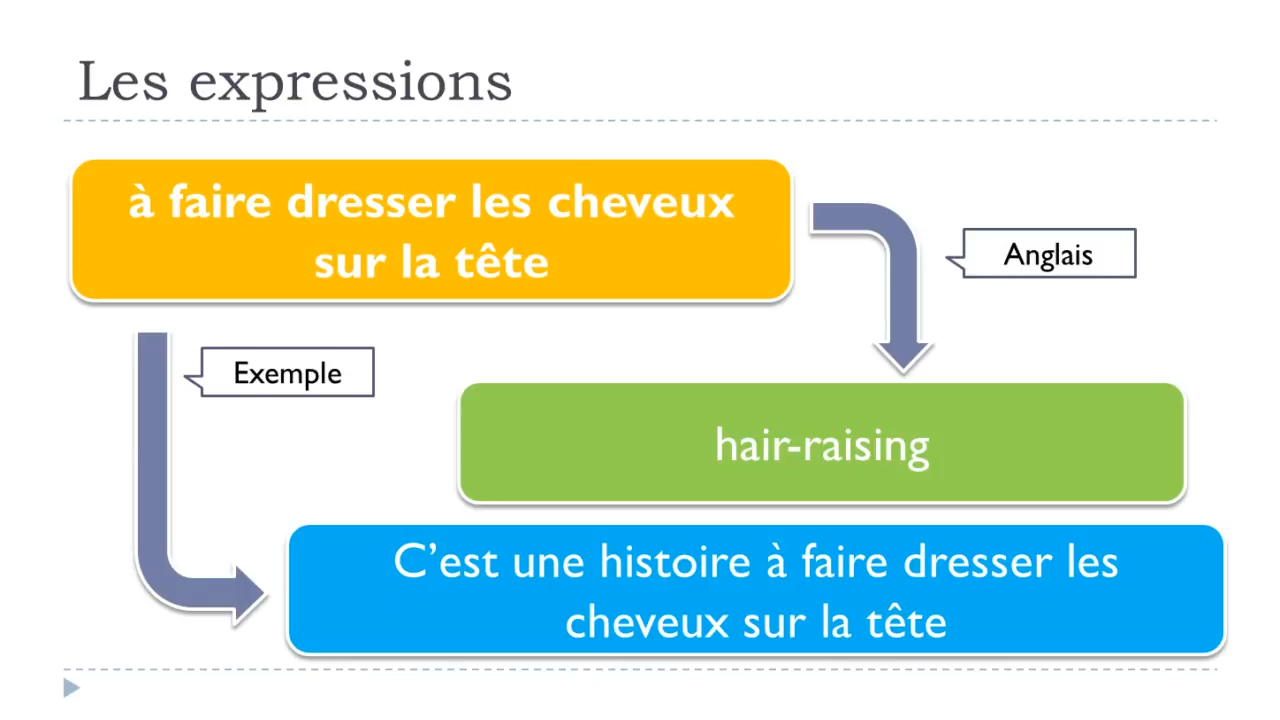 Les expressions
à faire dresser les cheveux
sur la tête
Anglais
Exemple
hair-raising
C’est une histoire à faire dresser les
cheveux sur la tête